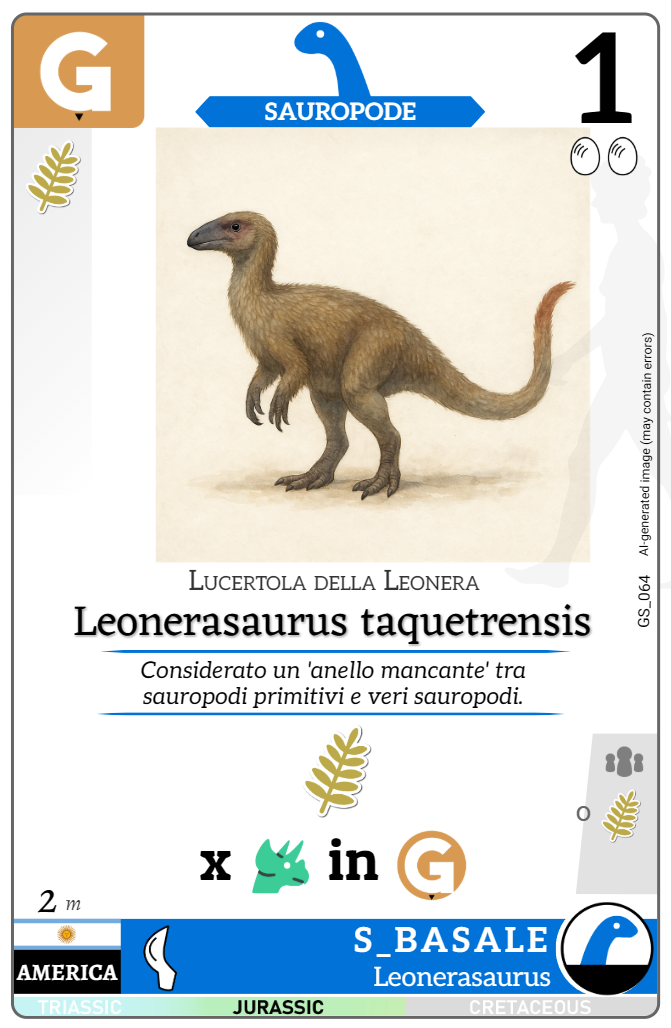 G
1
SAUROPODE
AI-generated image (may contain errors)
GS_064
Lucertola della Leonera
Leonerasaurus taquetrensis
Considerato un 'anello mancante' tra
sauropodi primitivi e veri sauropodi.
o
x in G
2 m
S_BASALE
AMERICA
Leonerasaurus
TRIASSIC JURASSIC CRETACEOUS